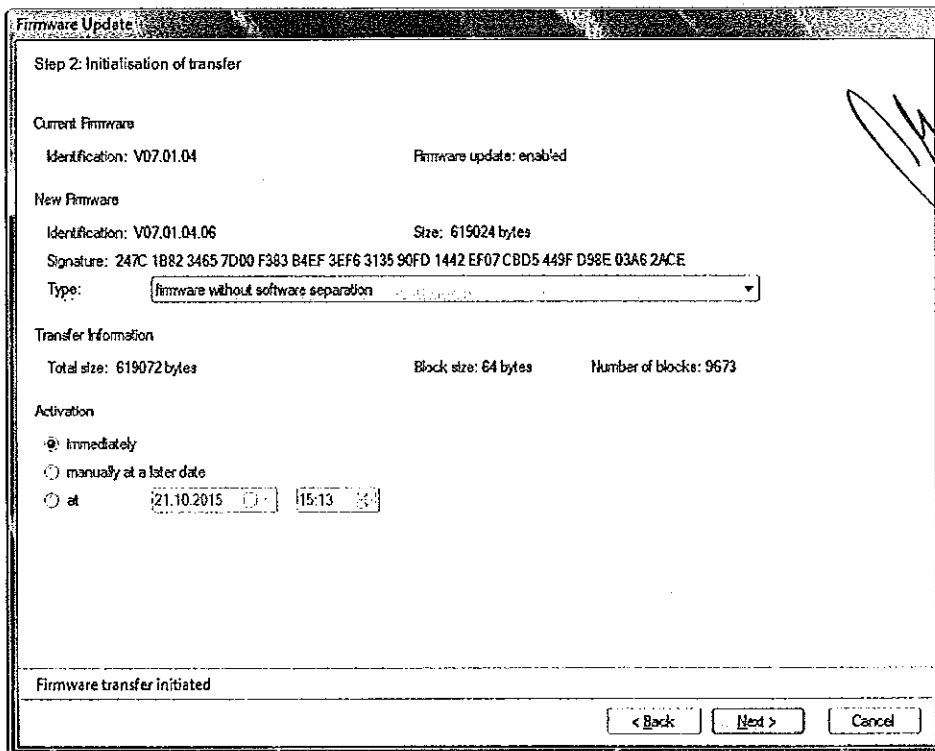 Firmware Update
Step 2: Initialisation of transfer
Current Firmware
Identification: V07.01.04 Firmware update: enabled
New Firmware
Identification: V07.01.04.06 Size: 619024 bytes
Signature: 247C 1B82 3465 7D00 F383 B4EF 3EF6 3135 90FD 1442 EF07 CBD5 449F D98E 03A6 2ACE
Type: firmware without software separation
Transfer Information
Total size: 619072 bytes Block size: 64 bytes Number of blocks: 9673
Activation
immediately
manually at a later date
at 21.10.2015 15:13
Firmware transfer initiated
< Back Next > Cancel